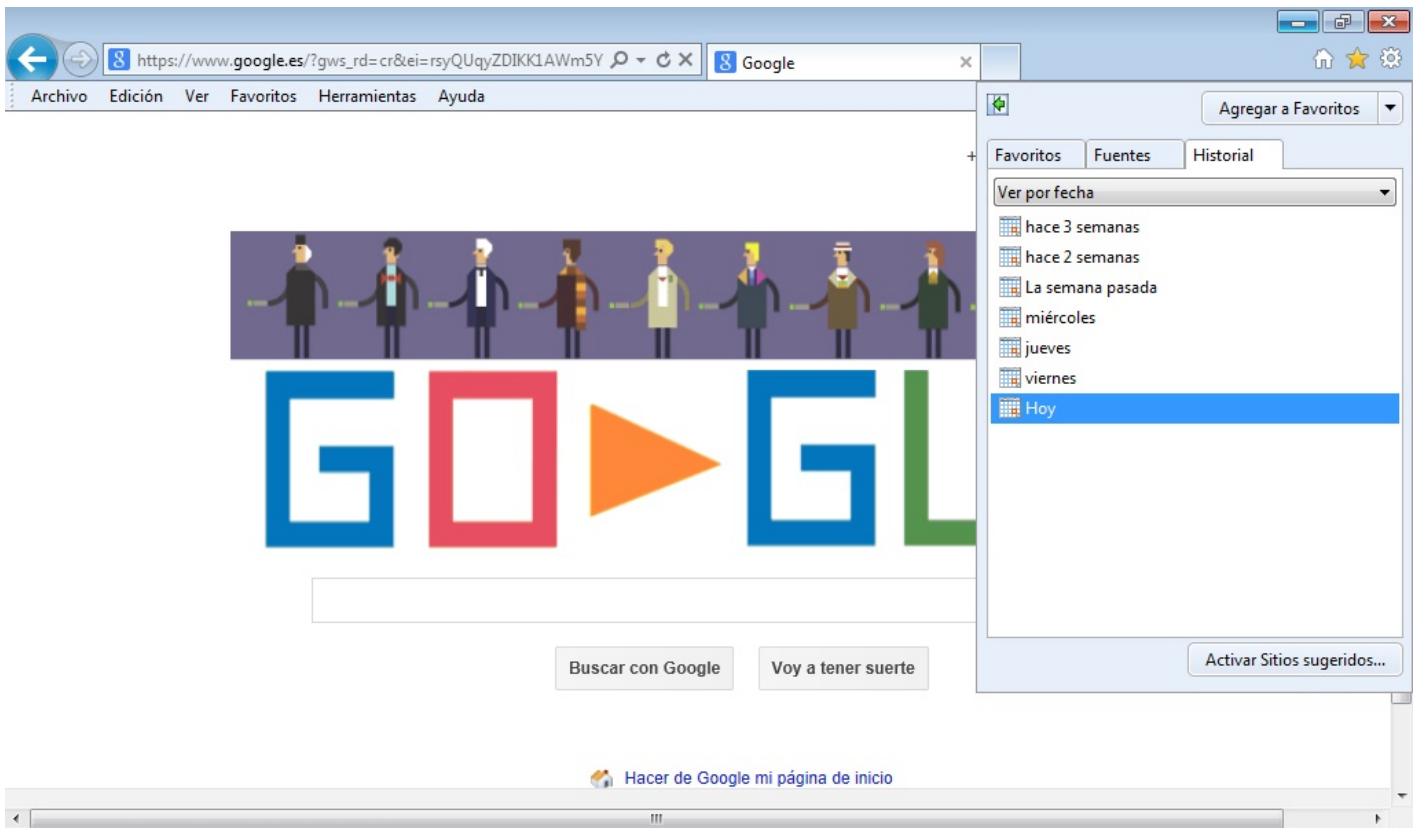 https://www.google.es/?gws_rd=cr&ei=rsyQUqyZDIKK1AWm5Y
Google
Archivo Edición Ver Favoritos Herramientas Ayuda
Agregar a Favoritos
+
Favoritos Fuentes Historial
Ver por fecha
hace 3 semanas
hace 2 semanas
La semana pasada
miércoles
jueves
viernes
Hoy
GO GL
Buscar con Google Voy a tener suerte
Activar Sitios sugeridos...
Hacer de Google mi página de inicio